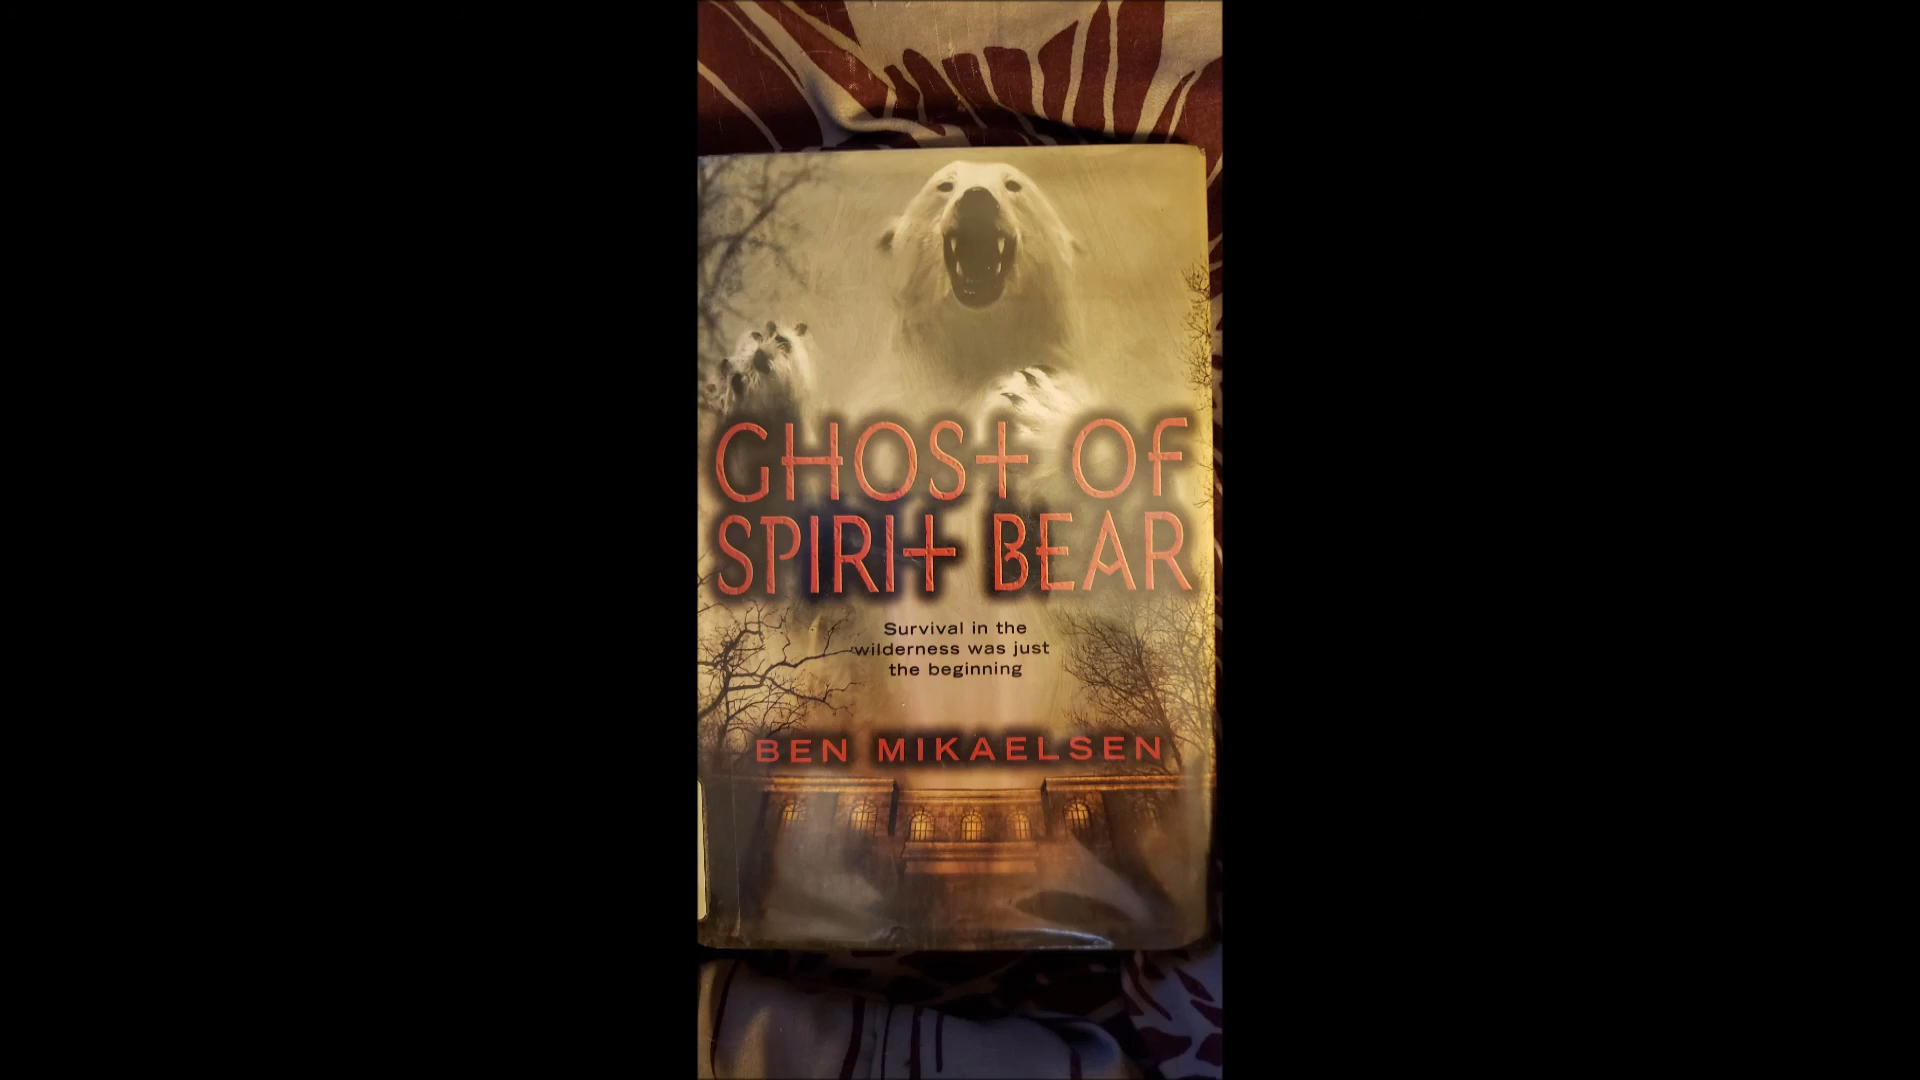 GHOST OF
SPIRIT BEAR
Survival in the
wilderness was just
the beginning
BEN MIKAELSEN